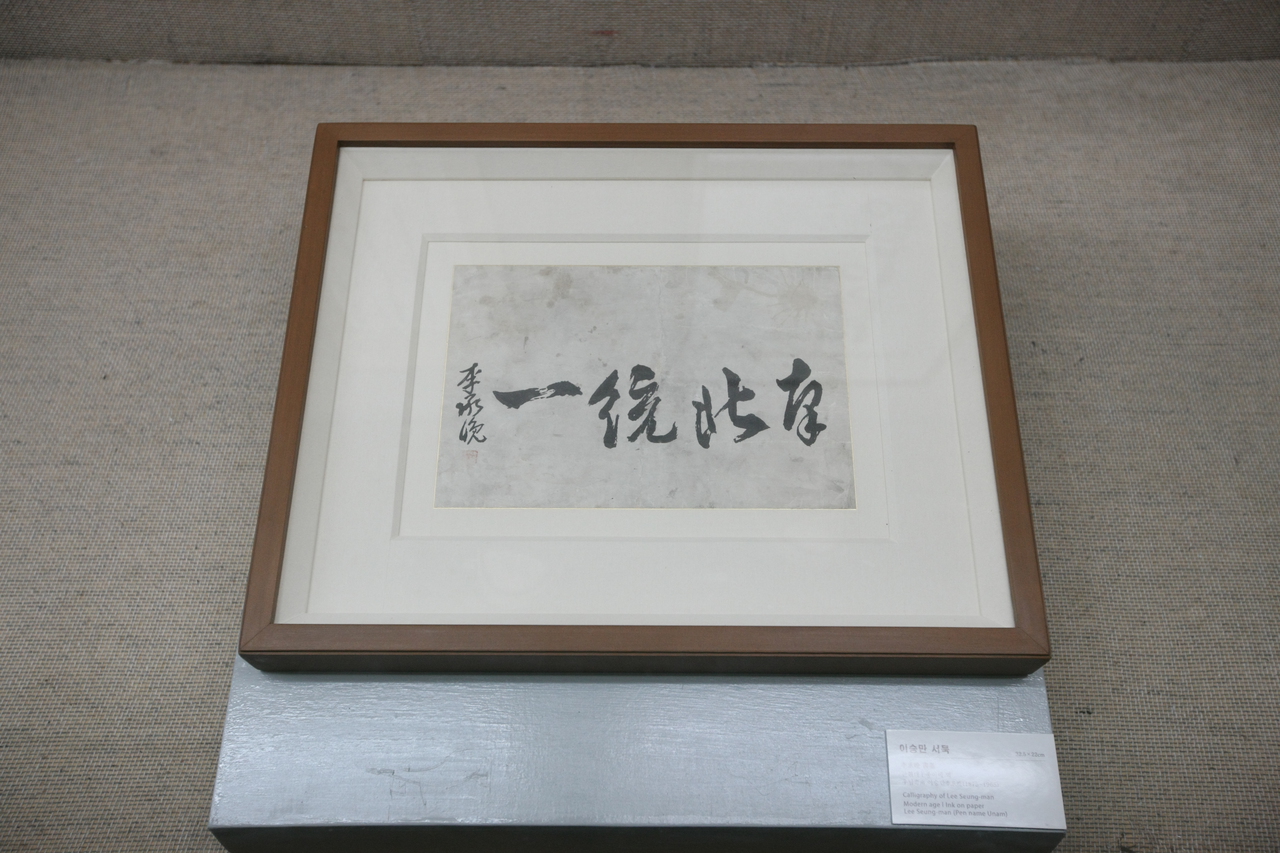 南北統一
李承晩
이승만 서묵
Calligraphy of Lee Seung-man
Modern age | Ink on paper
Lee Seung-man (Pen name Unam)